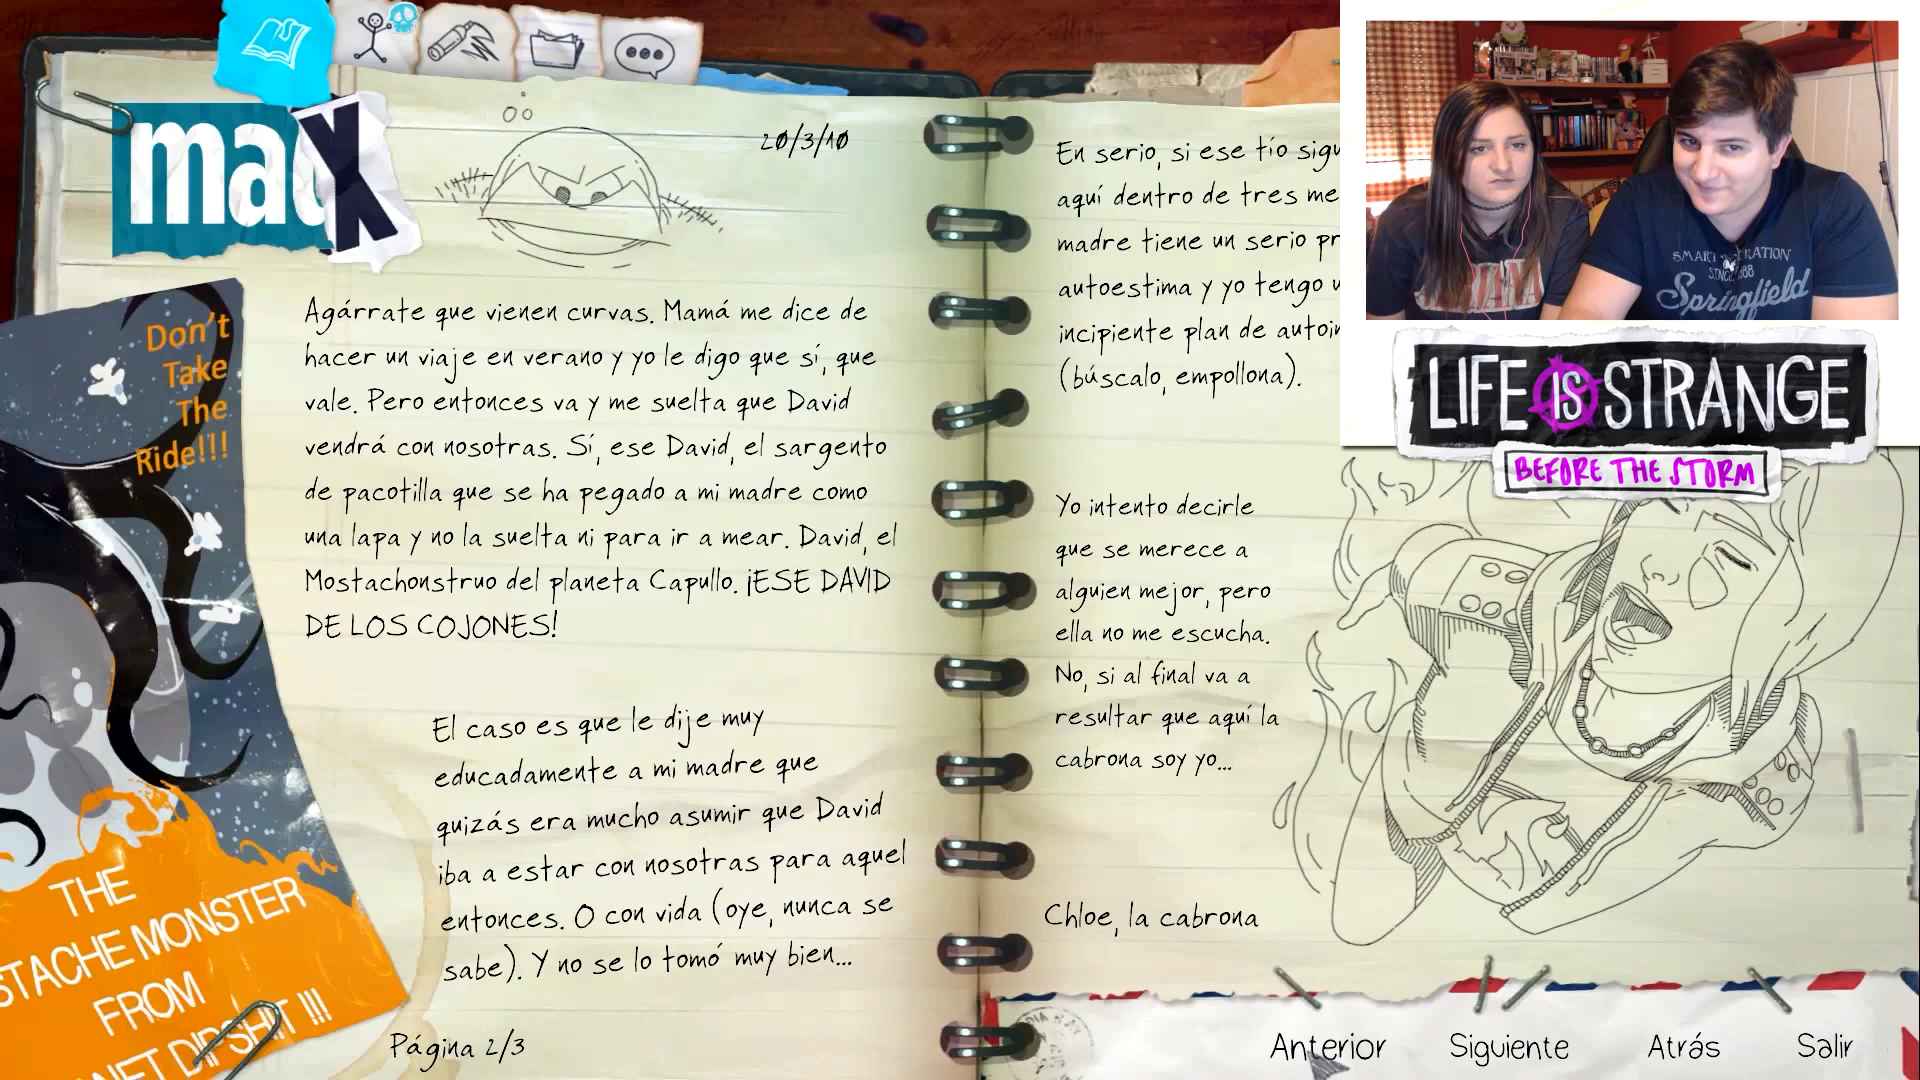 max
20/3/10
Don't
Take
The
Ride!!!
Agárrate que vienen curvas. Mamá me dice de
hacer un viaje en verano y yo le digo que sí, que
vale. Pero entonces va y me suelta que David
vendrá con nosotras. Sí, ese David, el sargento
de pacotilla que se ha pegado a mi madre como
una lapa y no la suelta ni para ir a mear. David, el
Mostachonstruo del planeta Capullo. ¡ESE DAVID
DE LOS COJONES!
El caso es que le dije muy
educadamente a mi madre que
quizás era mucho asumir que David
iba a estar con nosotras para aquel
entonces. O con vida (oye, nunca se
sabe). Y no se lo tomó muy bien...
THE
STACHE MONSTER
FROM
NET DIPSHIT !!!
Página 2/3
En serio, si ese tío sigu
aquí dentro de tres me
madre tiene un serio pr
autoestima y yo tengo u
incipiente plan de autoin
(búscalo, empollona).
Yo intento decirle
que se merece a
alguien mejor, pero
ella no me escucha.
No, si al final va a
resultar que aquí la
cabrona soy yo...
Chloe, la cabrona
Springfield
LIFE IS STRANGE
BEFORE THE STORM
Anterior
Siguiente
Atrás
Salir